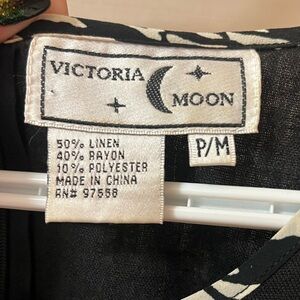 VICTORIA
MOON
P/M
50% LINEN
40% RAYON
10% POLYESTER
MADE IN CHINA
RN# 97558